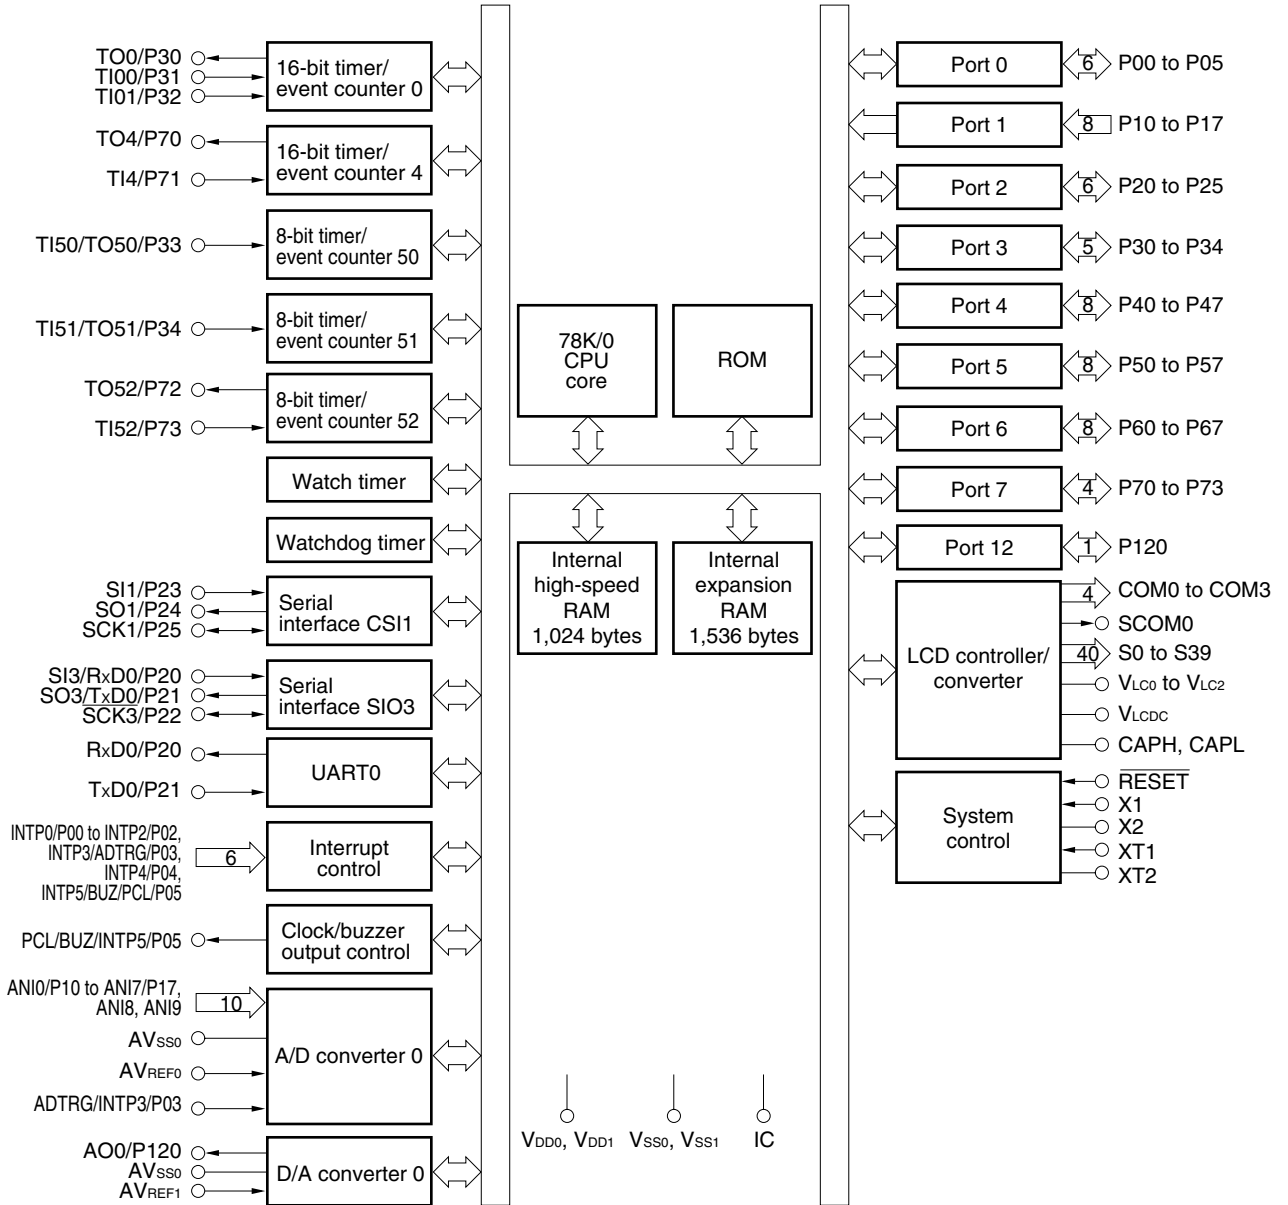 TO0/P30
TI00/P31
TI01/P32
16-bit timer/
event counter 0
TO4/P70
TI4/P71
16-bit timer/
event counter 4
TI50/TO50/P33
8-bit timer/
event counter 50
TI51/TO51/P34
8-bit timer/
event counter 51
TO52/P72
TI52/P73
8-bit timer/
event counter 52
Watch timer
Watchdog timer
SI1/P23
SO1/P24
SCK1/P25
Serial
interface CSI1
SI3/RxD0/P20
SO3/TxD0/P21
SCK3/P22
Serial
interface SIO3
RxD0/P20
TxD0/P21
UART0
INTP0/P00 to INTP2/P02,
INTP3/ADTRG/P03,
INTP4/P04,
INTP5/BUZ/PCL/P05
6
Interrupt
control
PCL/BUZ/INTP5/P05
Clock/buzzer
output control
ANI0/P10 to ANI7/P17,
ANI8, ANI9
10
AVSS0
AVREF0
ADTRG/INTP3/P03
A/D converter 0
AO0/P120
AVSS0
AVREF1
D/A converter 0
78K/0
CPU
core
ROM
Internal
high-speed
RAM
1,024 bytes
Internal
expansion
RAM
1,536 bytes
VDD0, VDD1
VSS0, VSS1
IC
Port 0
6
P00 to P05
Port 1
8
P10 to P17
Port 2
6
P20 to P25
Port 3
5
P30 to P34
Port 4
8
P40 to P47
Port 5
8
P50 to P57
Port 6
8
P60 to P67
Port 7
4
P70 to P73
Port 12
1
P120
LCD controller/
converter
4
COM0 to COM3
SCOM0
40
S0 to S39
VLC0 to VLC2
VLCDC
CAPH, CAPL
System
control
RESET
X1
X2
XT1
XT2